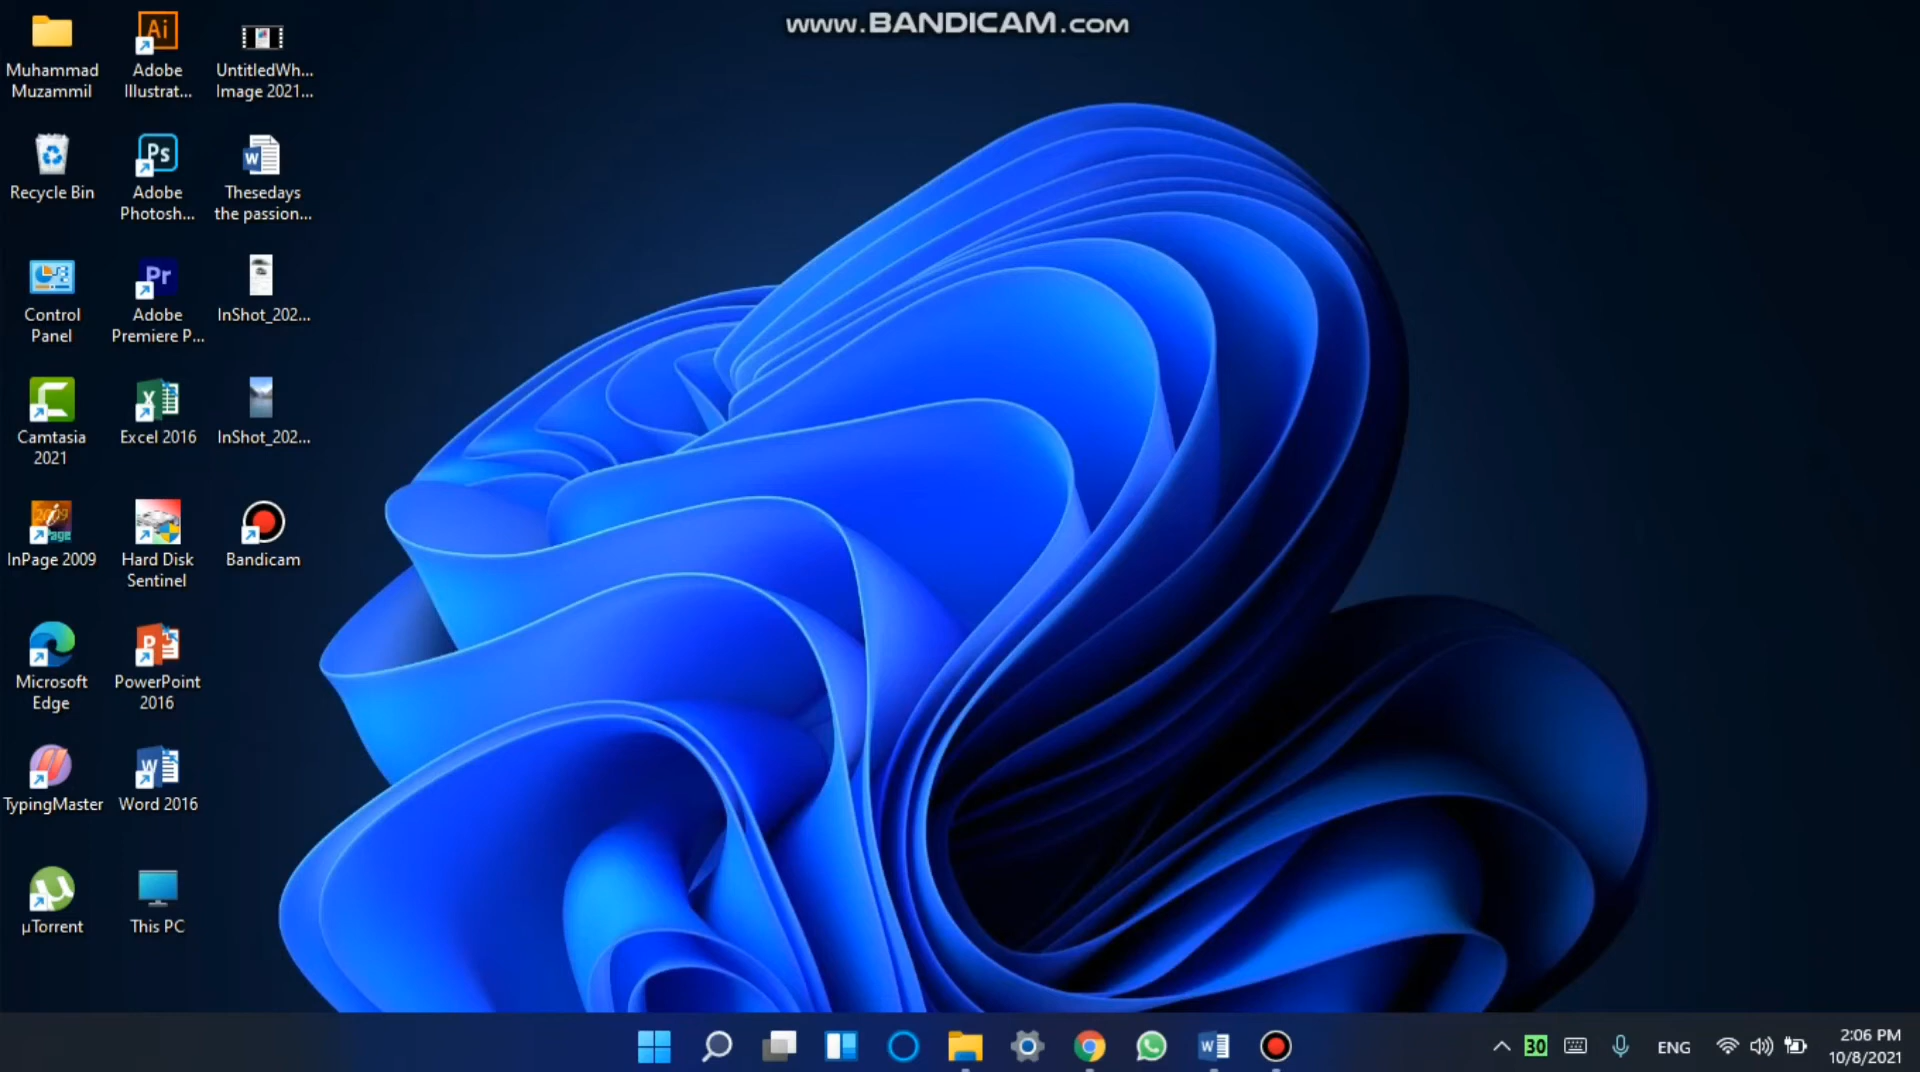 www.BANDICAM.com
Muhammad
Muzammil
Adobe
Illustrat...
UntitledWh...
Image 2021...
Recycle Bin
Adobe
Photosh...
Thesedays
the passion...
Control
Panel
Adobe
Premiere P...
InShot_202...
Camtasia
2021
Excel 2016
InShot_202...
InPage 2009
Hard Disk
Sentinel
Bandicam
Microsoft
Edge
PowerPoint
2016
TypingMaster
Word 2016
µTorrent
This PC
30
ENG
2:06 PM
10/8/2021